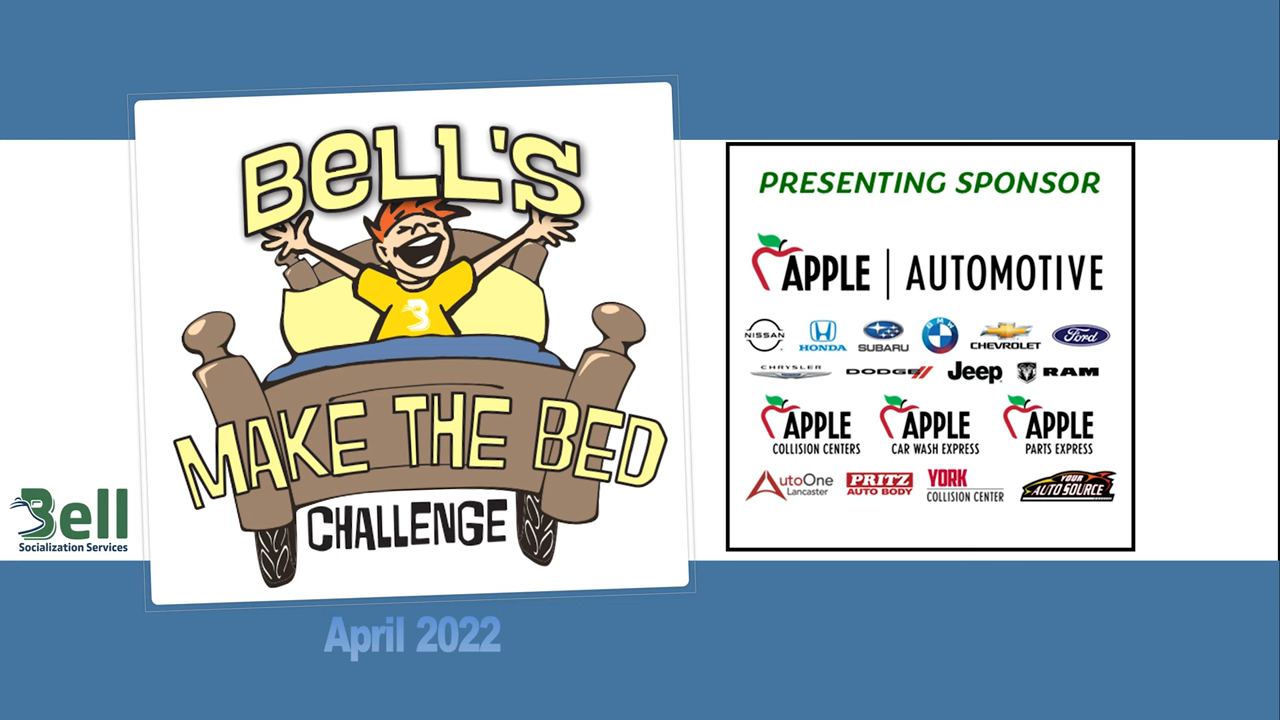 BELL'S
3
MAKE THE BED
CHALLENGE
Bell
Socialization Services
April 2022
PRESENTING SPONSOR
APPLE | AUTOMOTIVE
NISSAN HONDA SUBARU BMW CHEVROLET Ford
CHRYSLER DODGE Jeep RAM
APPLE APPLE APPLE
COLLISION CENTERS CAR WASH EXPRESS PARTS EXPRESS
AutoOne PRITZ YORK YOUR
Lancaster AUTO BODY COLLISION CENTER AUTO SOURCE